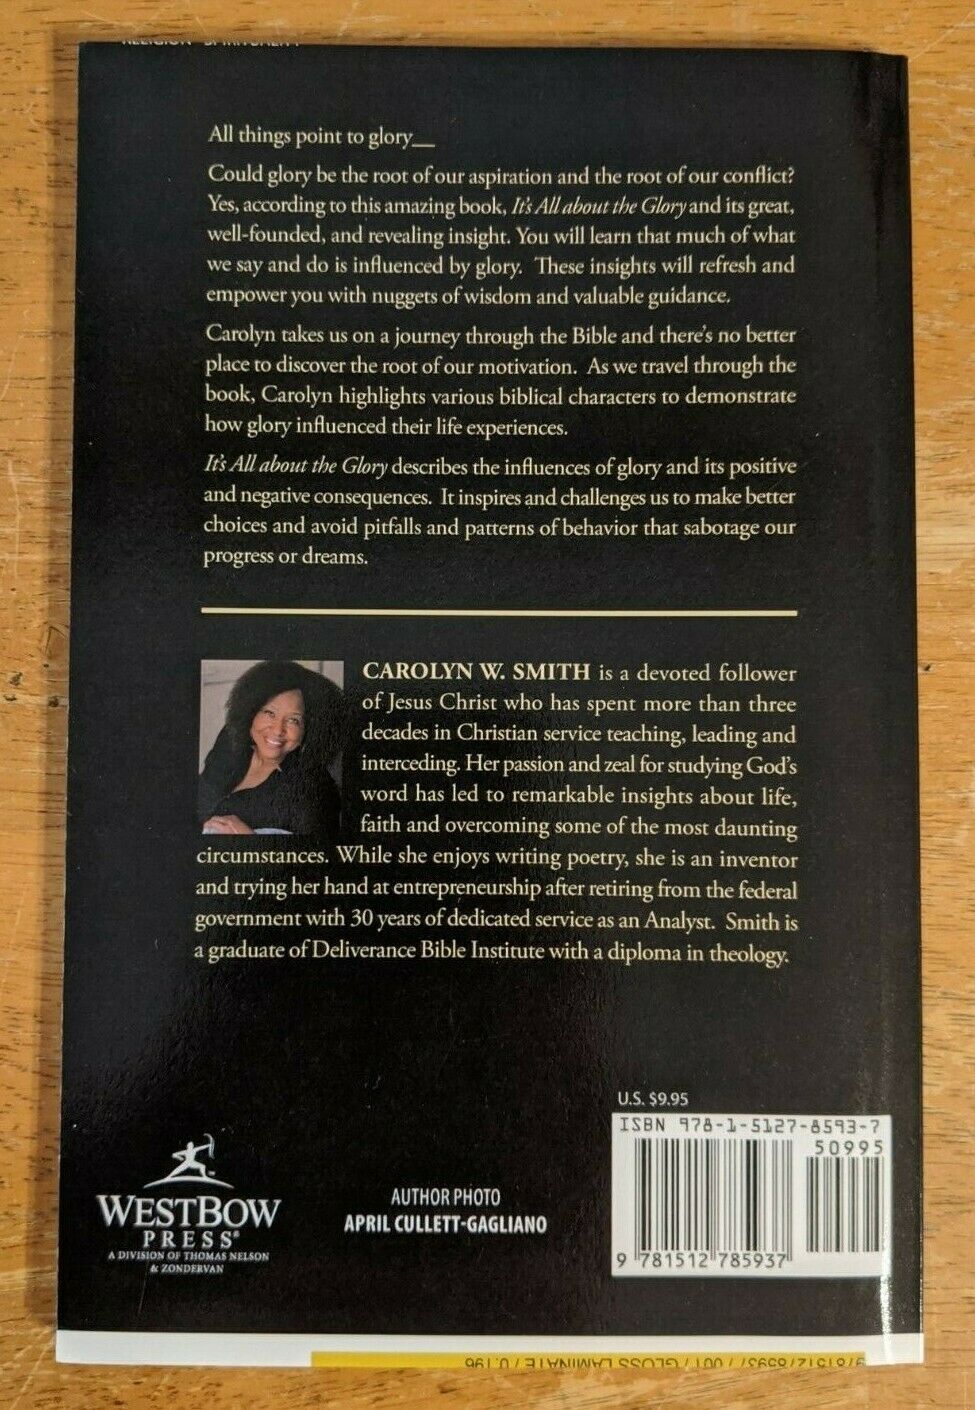 RELIGION / SPIRITUALITY
All things point to glory__
Could glory be the root of our aspiration and the root of our conflict?
Yes, according to this amazing book, It's All about the Glory and its great,
well-founded, and revealing insight. You will learn that much of what
we say and do is influenced by glory. These insights will refresh and
empower you with nuggets of wisdom and valuable guidance.
Carolyn takes us on a journey through the Bible and there's no better
place to discover the root of our motivation. As we travel through the
book, Carolyn highlights various biblical characters to demonstrate
how glory influenced their life experiences.
It's All about the Glory describes the influences of glory and its positive
and negative consequences. It inspires and challenges us to make better
choices and avoid pitfalls and patterns of behavior that sabotage our
progress or dreams.
CAROLYN W. SMITH is a devoted follower
of Jesus Christ who has spent more than three
decades in Christian service teaching, leading and
interceding. Her passion and zeal for studying God's
word has led to remarkable insights about life,
faith and overcoming some of the most daunting
circumstances. While she enjoys writing poetry, she is an inventor
and trying her hand at entrepreneurship after retiring from the federal
government with 30 years of dedicated service as an Analyst. Smith is
a graduate of Deliverance Bible Institute with a diploma in theology.
U.S. $9.95
ISBN 978-1-5127-8593-7
50995
9 781512 785937
WESTBOW
PRESS®
A DIVISION OF THOMAS NELSON
& ZONDERVAN
AUTHOR PHOTO
APRIL CULLETT-GAGLIANO
/ 001 / GLOSS LAMINATE / 0.196